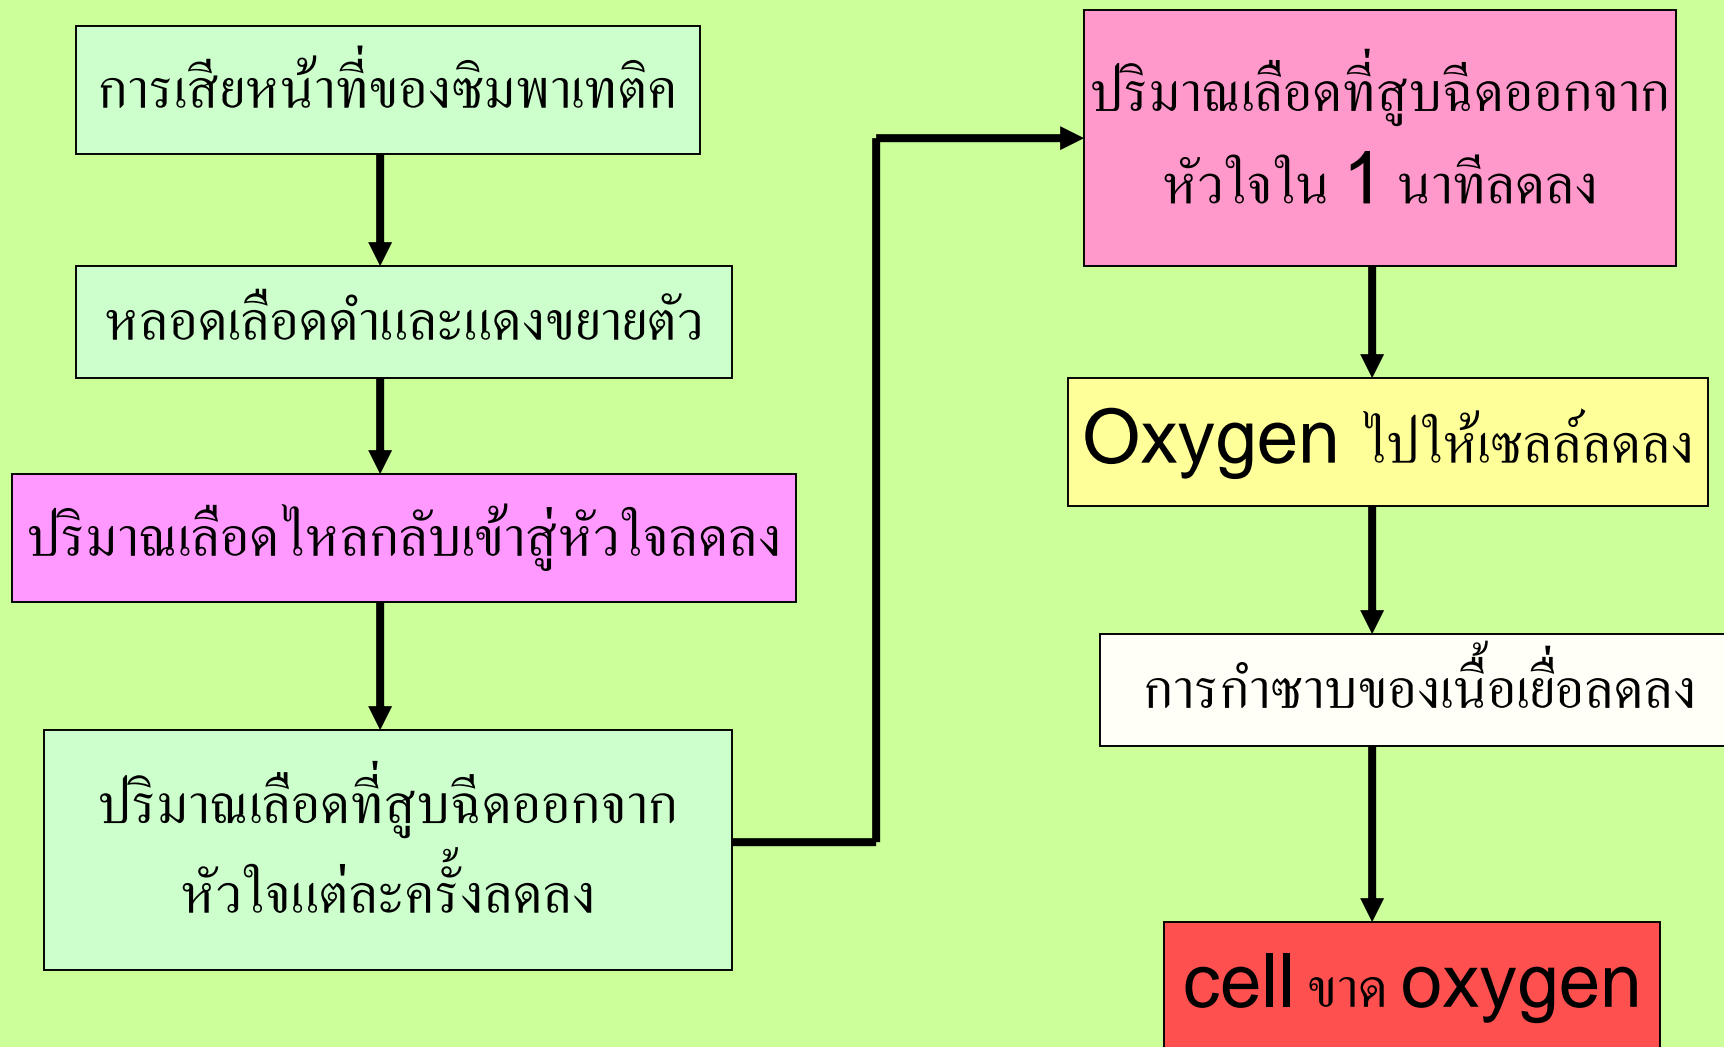 การเสียหน้าที่ของซิมพาเทติค
หลอดเลือดดำและแดงขยายตัว
ปริมาณเลือดไหลกลับเข้าสู่หัวใจลดลง
ปริมาณเลือดที่สูบฉีดออกจาก
หัวใจแต่ละครั้งลดลง
ปริมาณเลือดที่สูบฉีดออกจาก
หัวใจใน 1 นาทีลดลง
Oxygen ไปให้เซลล์ลดลง
การกำซาบของเนื้อเยื่อลดลง
cell ขาด oxygen